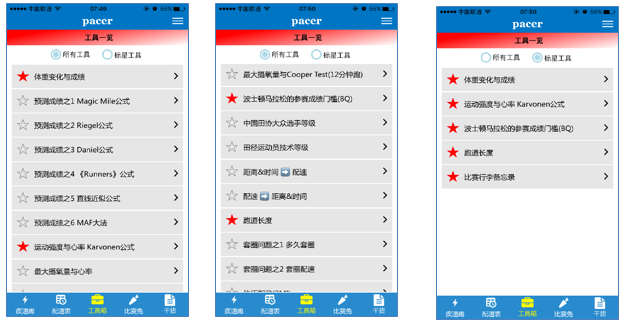 中国联通 07:49 56%
pacer
工具一览
所有工具 标星工具
体重变化与成绩
预测成绩之1 Magic Mile公式
预测成绩之2 Riegel公式
预测成绩之3 Daniel公式
预测成绩之4 《Runners》公式
预测成绩之5 直线近似公式
预测成绩之6 MAF大法
运动强度与心率 Karvonen公式
最大摄氧量与心率
配速表 工具箱 比赛兔 干货
中国联通 07:50 56%
pacer
工具一览
所有工具 标星工具
最大摄氧量与Cooper Test(12分钟跑)
波士顿马拉松的参赛成绩门槛(BQ)
中国田协大众选手等级
田径运动员技术等级
距离&时间 ➡ 配速
配速 ➡ 距离&时间
跑道长度
套圈问题之1 多久套圈
套圈问题之2 套圈配速
配速表 工具箱 比赛兔 干货
中国联通 07:50 56%
pacer
工具一览
所有工具 标星工具
体重变化与成绩
运动强度与心率 Karvonen公式
波士顿马拉松的参赛成绩门槛(BQ)
跑道长度
比赛行李备忘录
配速表 工具箱 比赛兔 干货